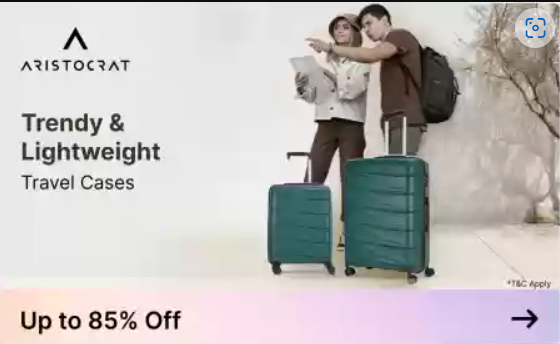 ARISTOCRAT
Trendy &
Lightweight
Travel Cases
*T&C Apply
Up to 85% Off